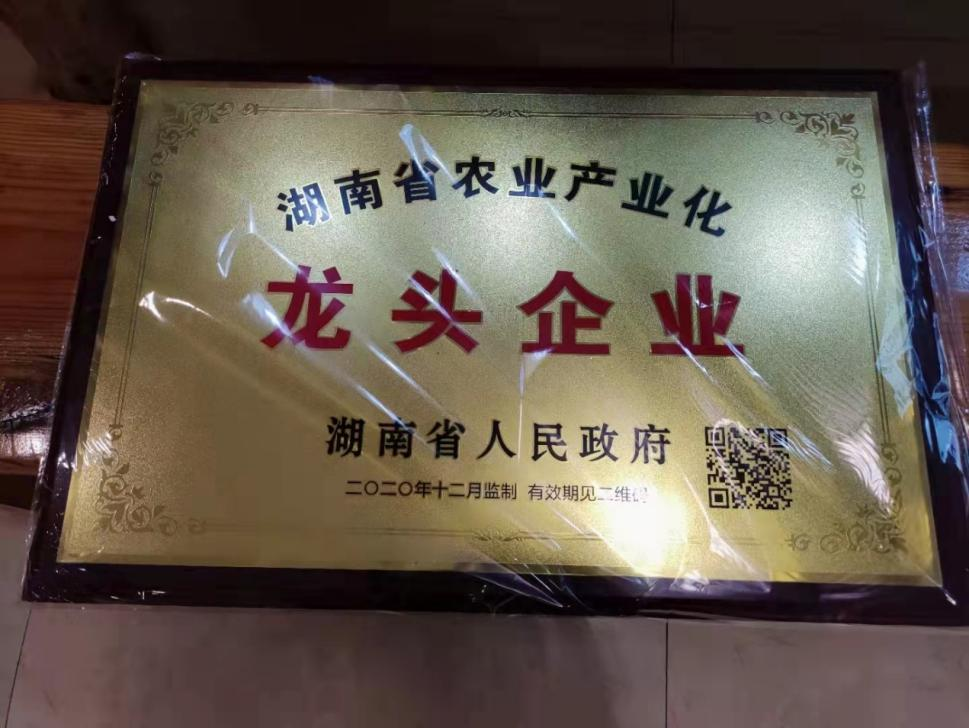 湖南省农业产业化
龙头企业
湖南省人民政府
二〇二〇年十二月监制 有效期见二维码